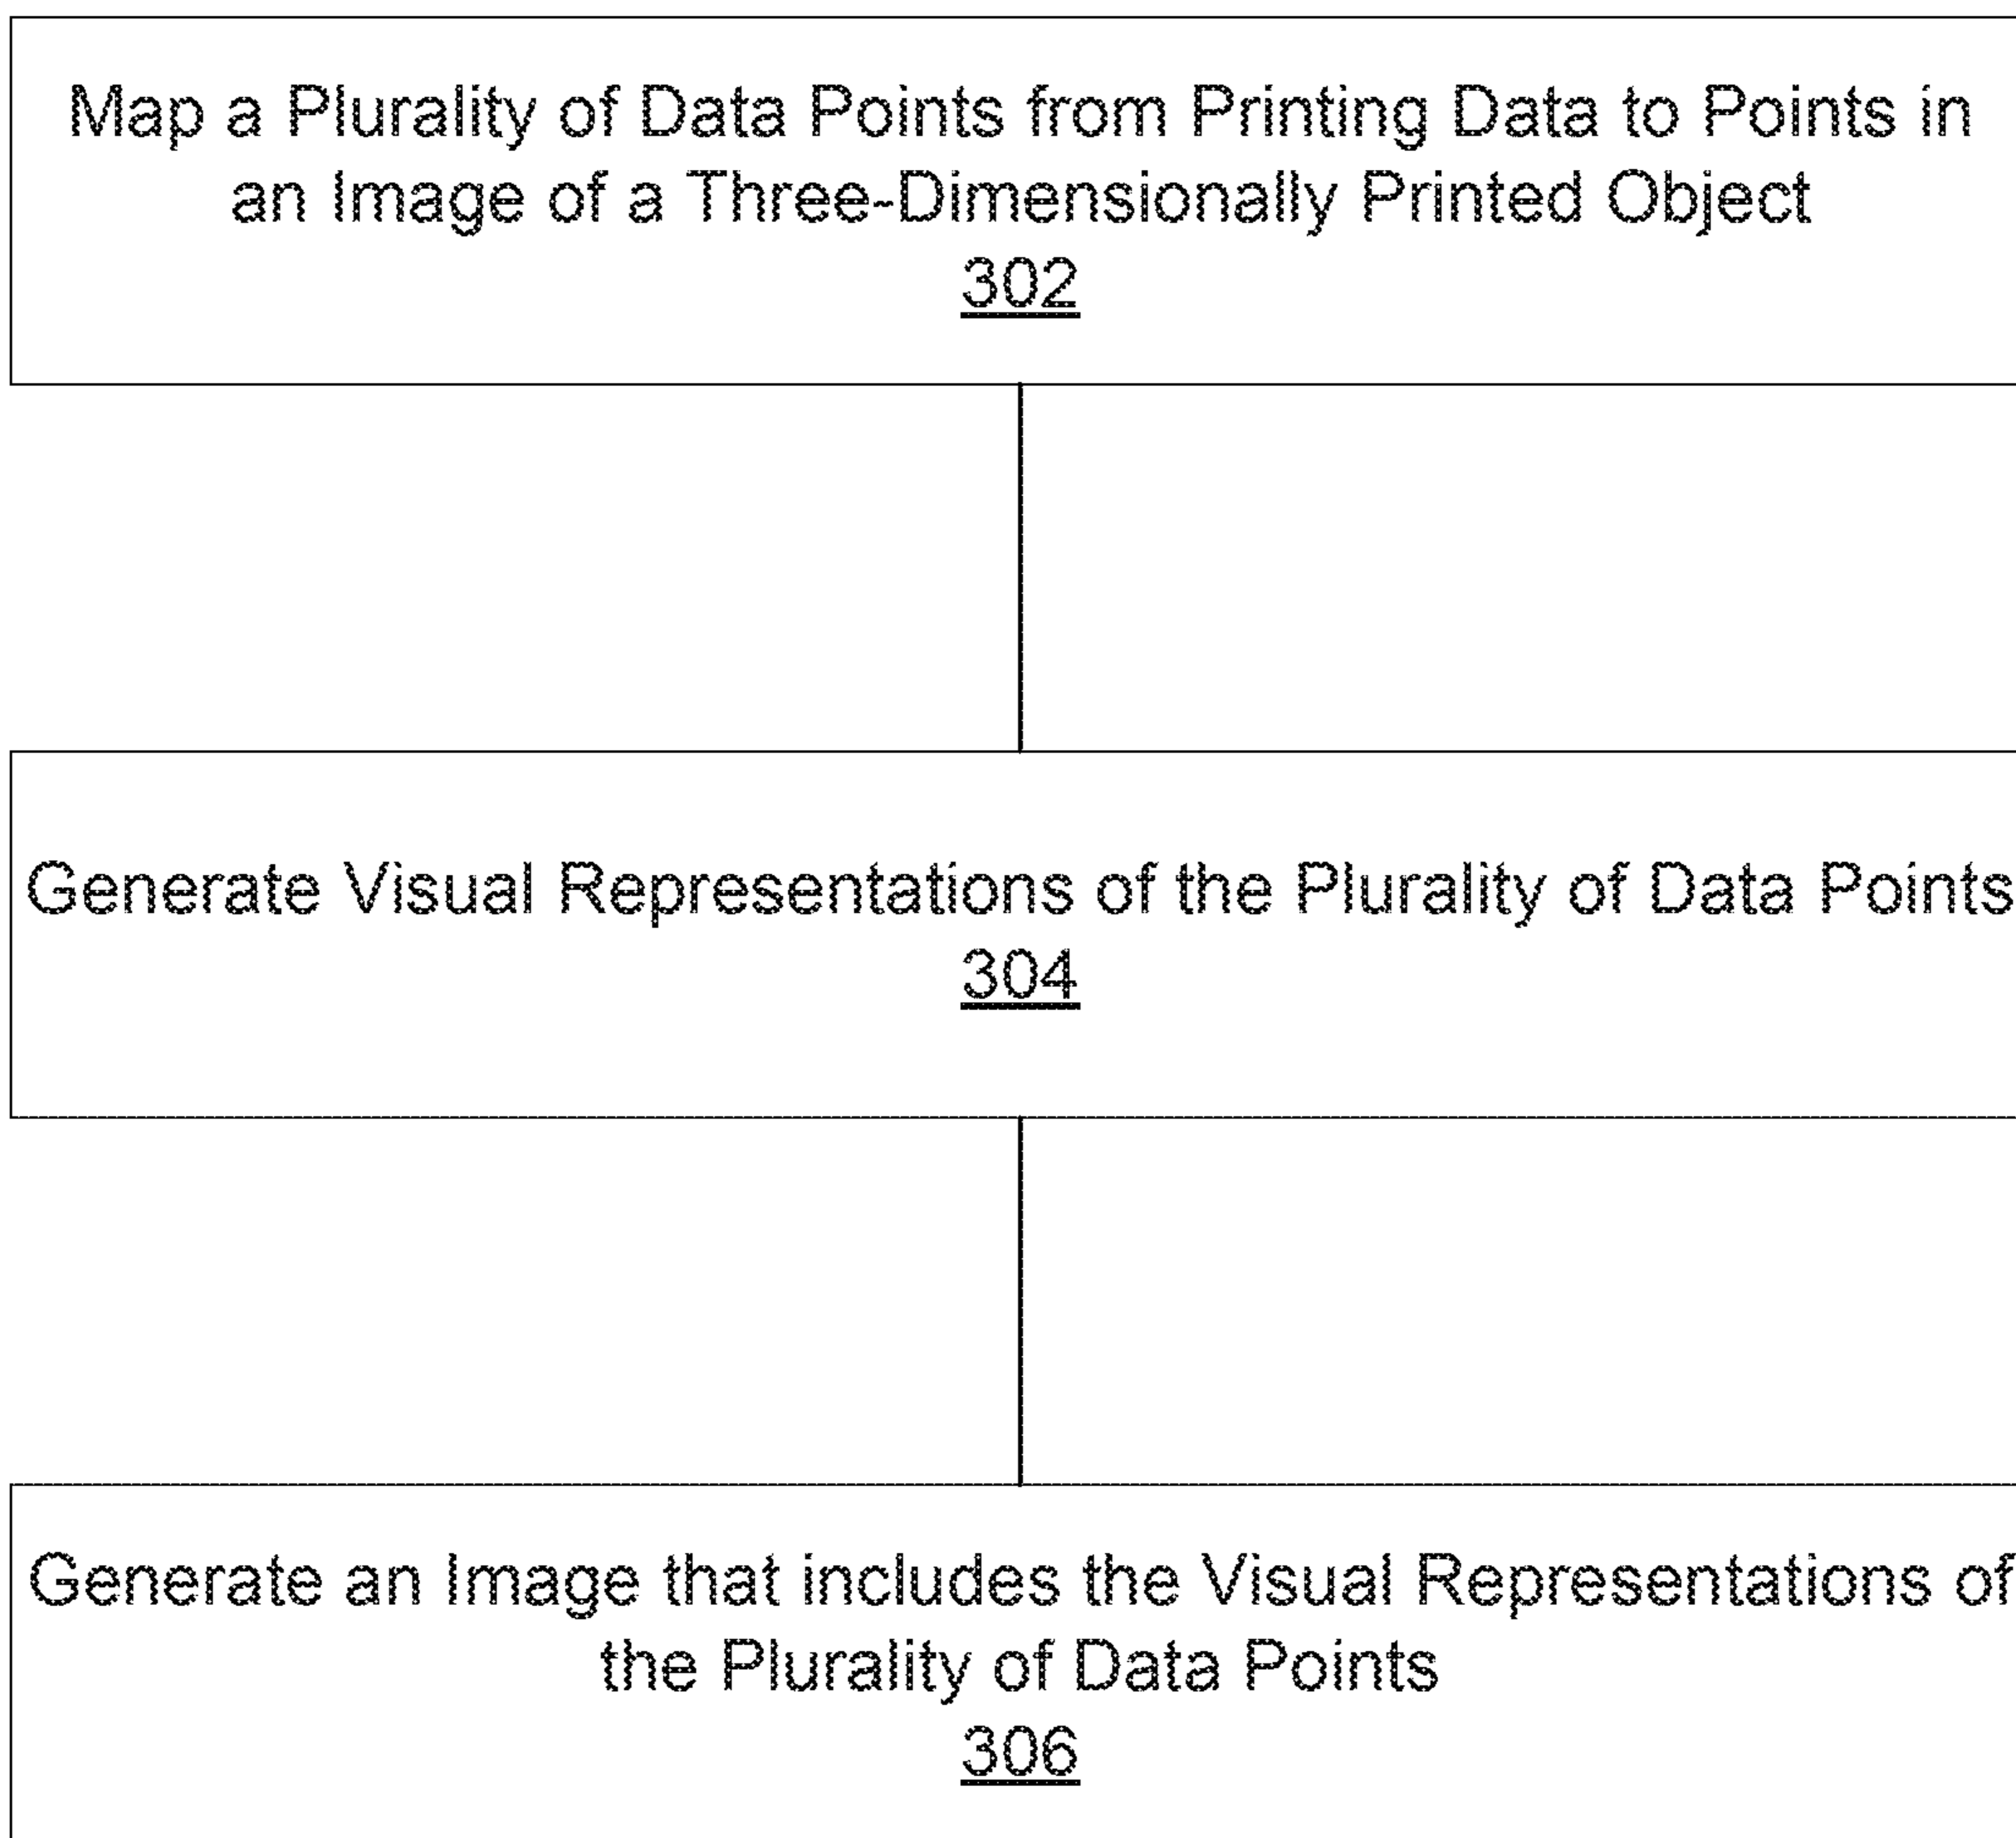 Map a Plurality of Data Points from Printing Data to Points in
an Image of a Three-Dimensionally Printed Object
302
Generate Visual Representations of the Plurality of Data Points
304
Generate an Image that includes the Visual Representations of
the Plurality of Data Points
306